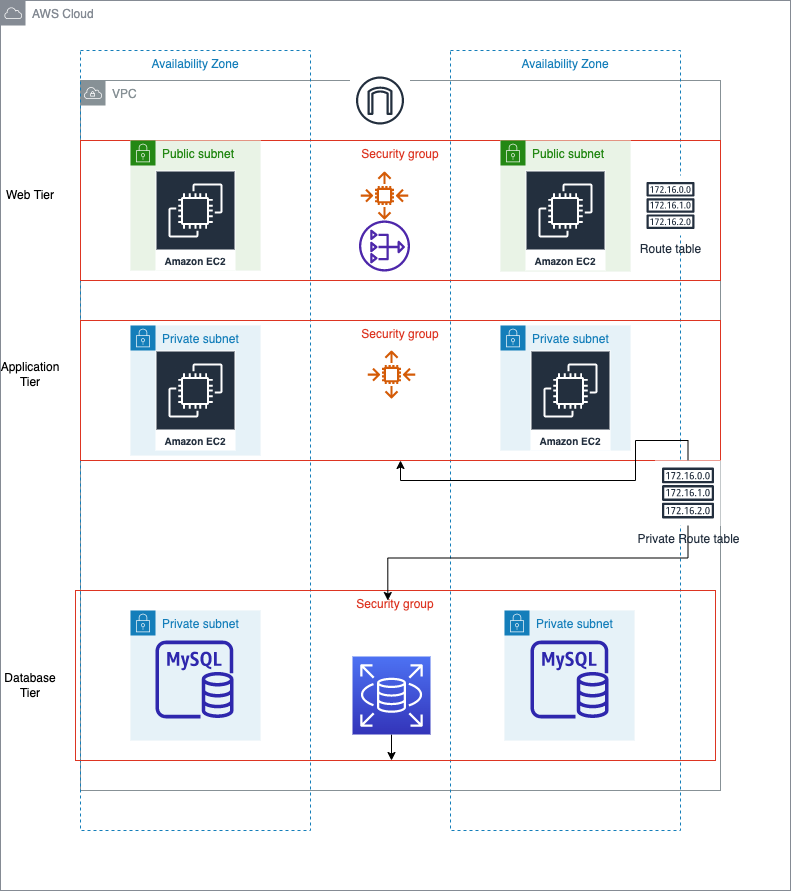 AWS Cloud
Availability Zone
Availability Zone
VPC
Public subnet
Security group
Public subnet
Web Tier
172.16.0.0
172.16.1.0
172.16.2.0
Route table
Amazon EC2
Amazon EC2
Private subnet
Security group
Private subnet
Application
Tier
Amazon EC2
Amazon EC2
172.16.0.0
172.16.1.0
172.16.2.0
Private Route table
Security group
Private subnet
Private subnet
MySQL
MySQL
Database
Tier